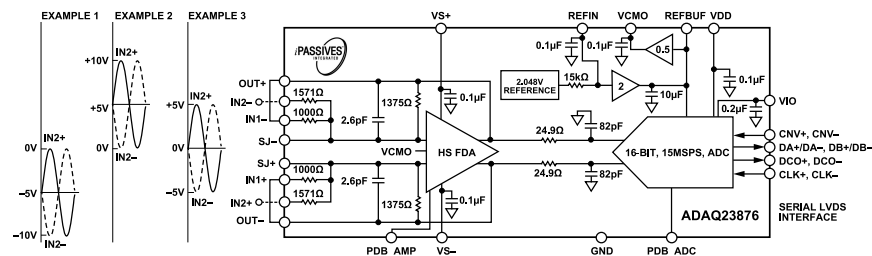 EXAMPLE 1
EXAMPLE 2
EXAMPLE 3
IN2+
+10V
+5V
0V
IN2–
IN2+
0V
–5V
–10V
IN2–
IN2+
+5V
0V
–5V
IN2–
iPASSIVES
INTEGRATED
VS+
REFIN
VCMO
REFBUF
VDD
0.1µF
0.1µF
0.5
2.048V
REFERENCE
15kΩ
2
10µF
0.1µF
0.2µF
VIO
OUT+
IN2–
1571Ω
IN1–
1000Ω
SJ–
2.6pF
1375Ω
0.1µF
VCMO
HS FDA
24.9Ω
82pF
24.9Ω
82pF
16-BIT, 15MSPS, ADC
CNV+, CNV–
DA+/DA–, DB+/DB–
DCO+, DCO–
CLK+, CLK–
SJ+
IN1+
1000Ω
IN2+
1571Ω
OUT–
2.6pF
1375Ω
0.1µF
ADAQ23876
SERIAL LVDS
INTERFACE
PDB_AMP
VS–
GND
PDB_ADC